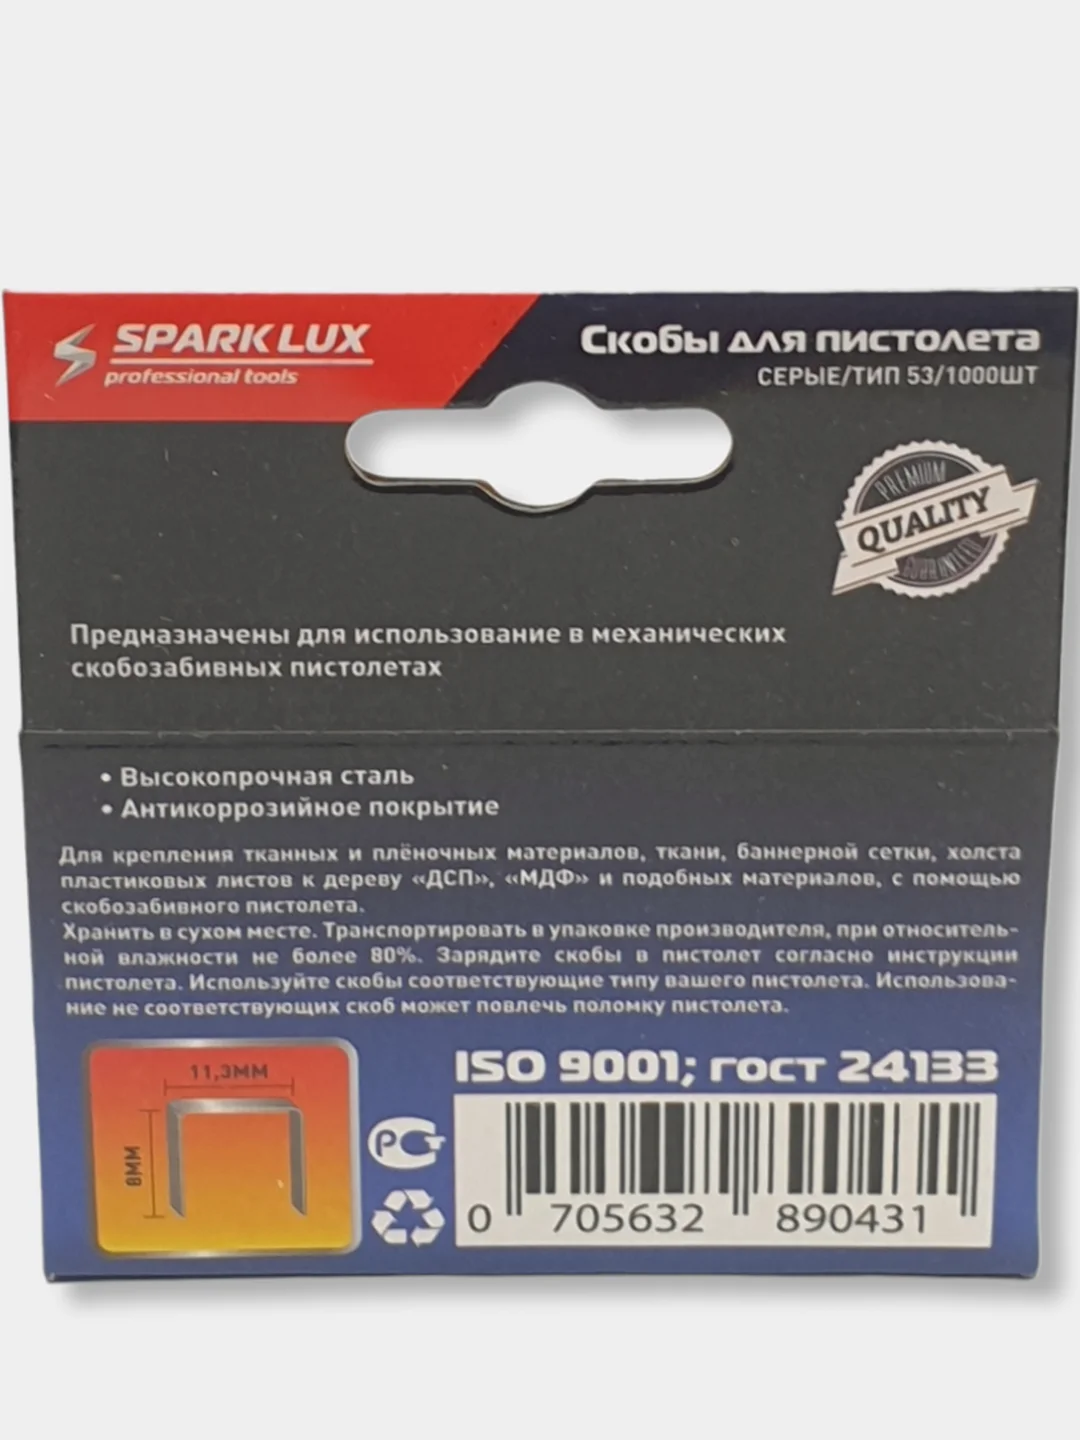 SPARK LUX
professional tools
Скобы для пистолета
СЕРЫЕ/ТИП 53/1000ШТ
PREMIUM
QUALITY
Предназначены для использование в механических
скобозабивных пистолетах
• Высокопрочная сталь
• Антикоррозийное покрытие
Для крепления тканных и плёночных материалов, ткани, баннерной сетки, холста
пластиковых листов к дереву «ДСП», «МДФ» и подобных материалов, с помощью
скобозабивного пистолета.
Хранить в сухом месте. Транспортировать в упаковке производителя, при относитель-
ной влажности не более 80%. Зарядите скобы в пистолет согласно инструкции
пистолета. Используйте скобы соответствующие типу вашего пистолета. Использова-
ние не соответствующих скоб может повлечь поломку пистолета.
11,3ММ
8ММ
РСТ
ISO 9001; гост 24133
0 705632 890431